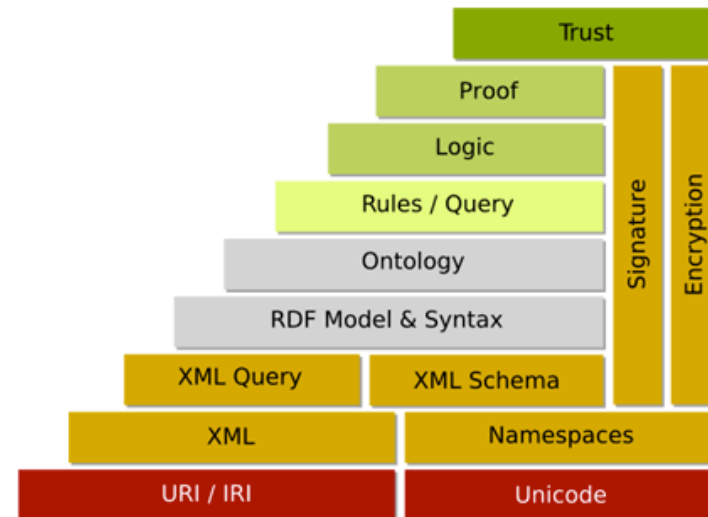 Trust
Proof
Logic
Rules / Query
Ontology
RDF Model & Syntax
XML Query
XML Schema
Signature
Encryption
XML
Namespaces
URI / IRI
Unicode